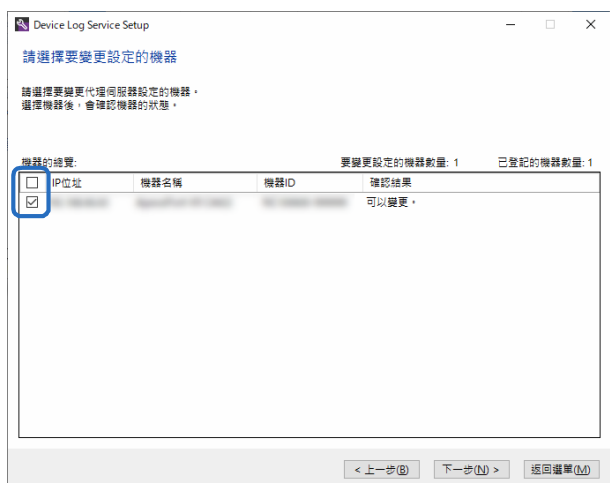 Device Log Service Setup
請選擇要變更設定的機器
請選擇要變更代理伺服器設定的機器。
選擇機器後，會確認機器的狀態。
機器的總覽: 要變更設定的機器數量: 1 已登記的機器數量: 1
IP位址 機器名稱 機器ID 確認結果
可以變更。
< 上一步(B) 下一步(N) > 返回選單(M)